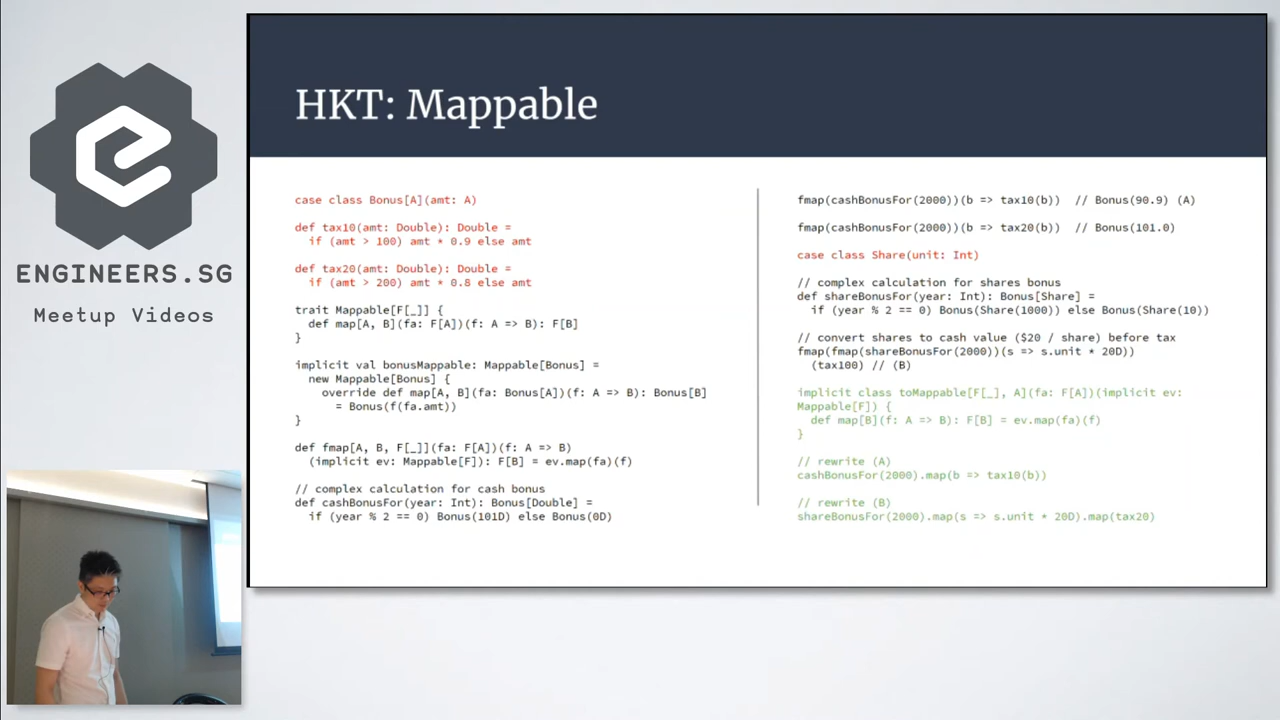 ENGINEERS.SG
Meetup Videos
HKT: Mappable
case class Bonus[A](amt: A)
def tax10(amt: Double): Double =
if (amt > 100) amt * 0.9 else amt
def tax20(amt: Double): Double =
if (amt > 200) amt * 0.8 else amt
trait Mappable[F[_]] {
def map[A, B](fa: F[A])(f: A => B): F[B]
}
implicit val bonusMappable: Mappable[Bonus] =
new Mappable[Bonus] {
override def map[A, B](fa: Bonus[A])(f: A => B): Bonus[B]
= Bonus(f(fa.amt))
}
def fmap[A, B, F[_]](fa: F[A])(f: A => B)
(implicit ev: Mappable[F]): F[B] = ev.map(fa)(f)
// complex calculation for cash bonus
def cashBonusFor(year: Int): Bonus[Double] =
if (year % 2 == 0) Bonus(101D) else Bonus(0D)
fmap(cashBonusFor(2000))(b => tax10(b)) // Bonus(90.9) (A)
fmap(cashBonusFor(2000))(b => tax20(b)) // Bonus(101.0)
case class Share(unit: Int)
// complex calculation for shares bonus
def shareBonusFor(year: Int): Bonus[Share] =
if (year % 2 == 0) Bonus(Share(1000)) else Bonus(Share(10))
// convert shares to cash value ($20 / share) before tax
fmap(fmap(shareBonusFor(2000))(s => s.unit * 20D))
(tax100) // (B)
implicit class toMappable[F[_], A](fa: F[A])(implicit ev:
Mappable[F]) {
def map[B](f: A => B): F[B] = ev.map(fa)(f)
}
// rewrite (A)
cashBonusFor(2000).map(b => tax10(b))
// rewrite (B)
shareBonusFor(2000).map(s => s.unit * 20D).map(tax20)